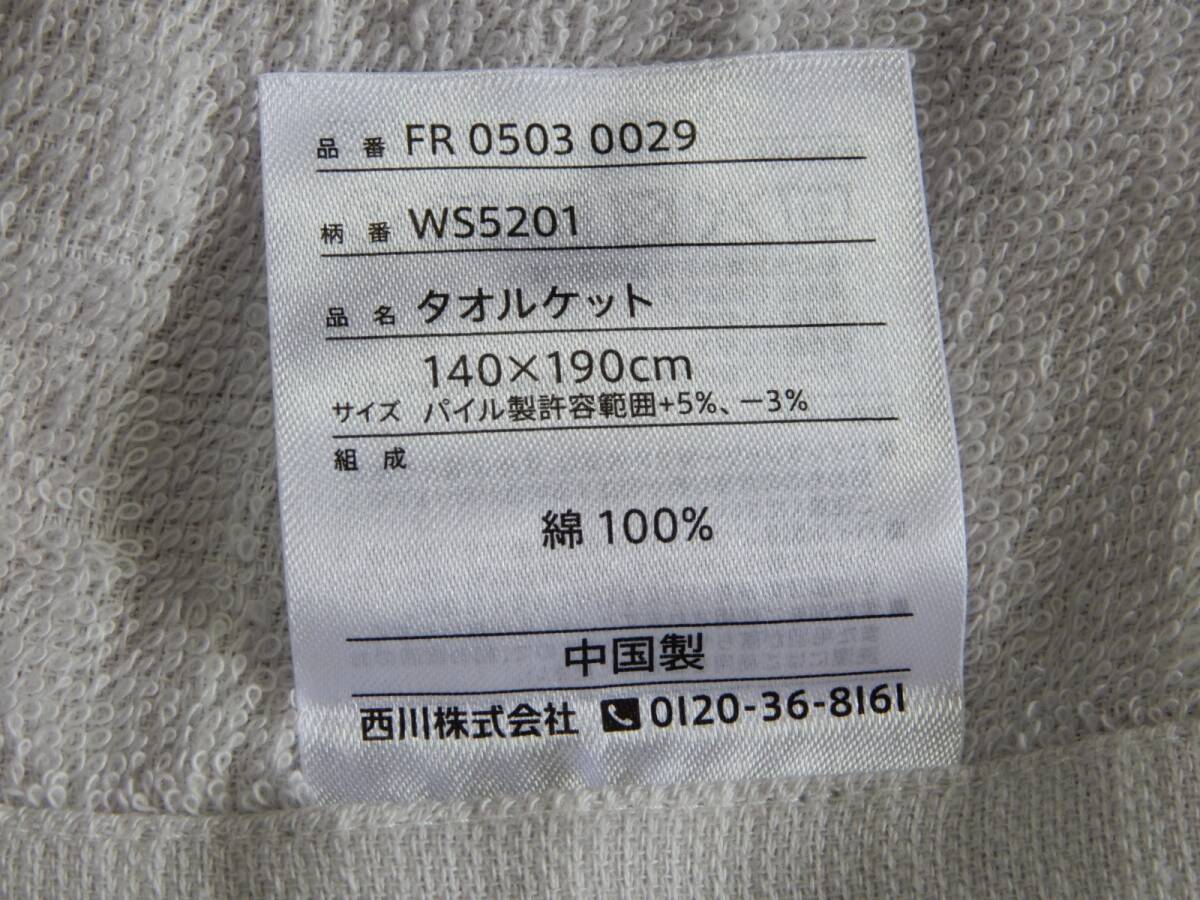 品番 FR 0503 0029
柄番 WS5201
品名 タオルケット
140×190cm
サイズ パイル製許容範囲+5%、−3%
組成
綿 100%
中国製
西川株式会社 0120-36-8161